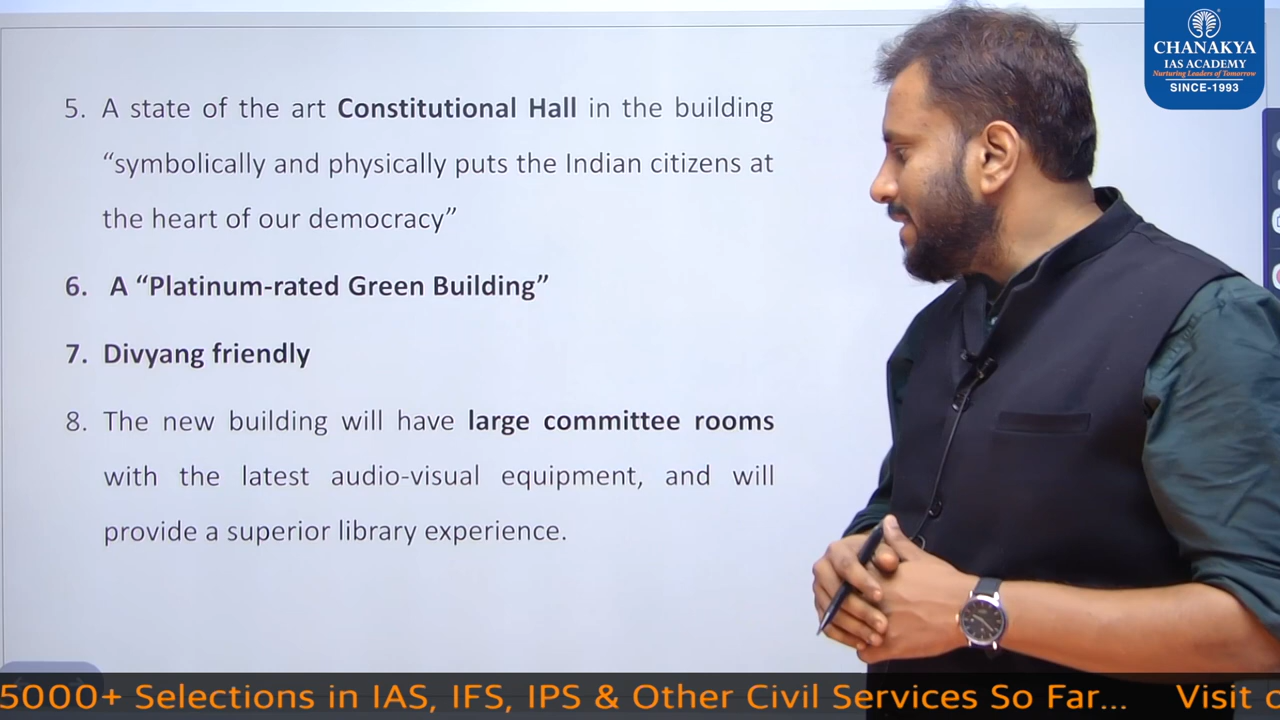 5. A state of the art Constitutional Hall in the building
“symbolically and physically puts the Indian citizens at
the heart of our democracy”
6. A “Platinum-rated Green Building”
7. Divyang friendly
8. The new building will have large committee rooms
with the latest audio-visual equipment, and will
provide a superior library experience.
CHANAKYA
IAS ACADEMY
Nurturing Leaders of Tomorrow
SINCE-1993
5000+ Selections in IAS, IFS, IPS & Other Civil Services So Far... Visit